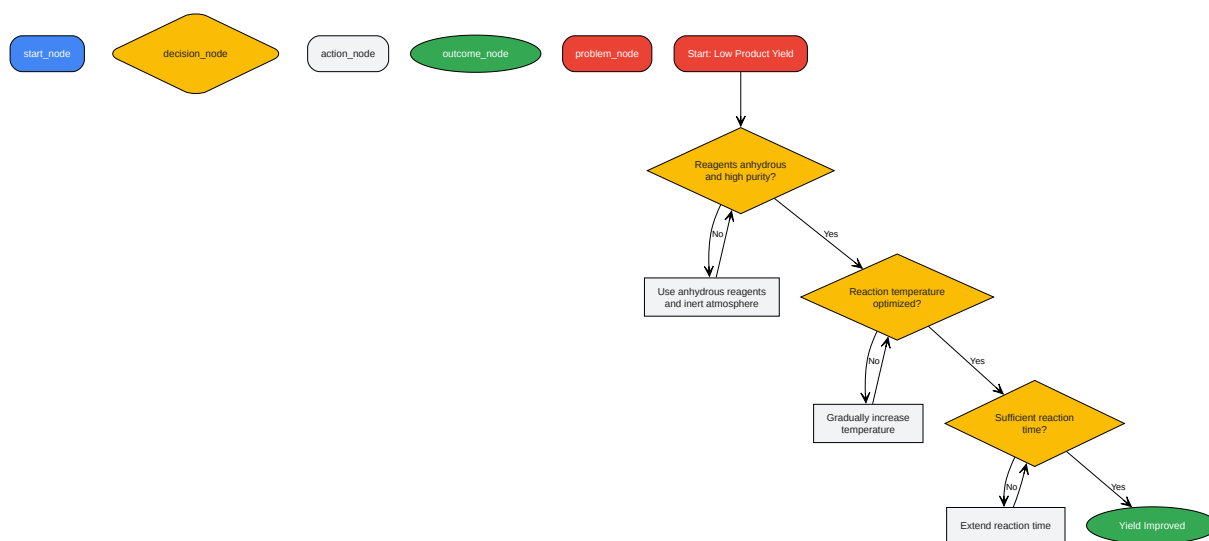 start_node
decision_node
action_node
outcome_node
problem_node
Start: Low Product Yield
Reagents anhydrous
and high purity?
No
Yes
Use anhydrous reagents
and inert atmosphere
Reaction temperature
optimized?
No
Yes
Gradually increase
temperature
Sufficient reaction
time?
No
Yes
Extend reaction time
Yield Improved